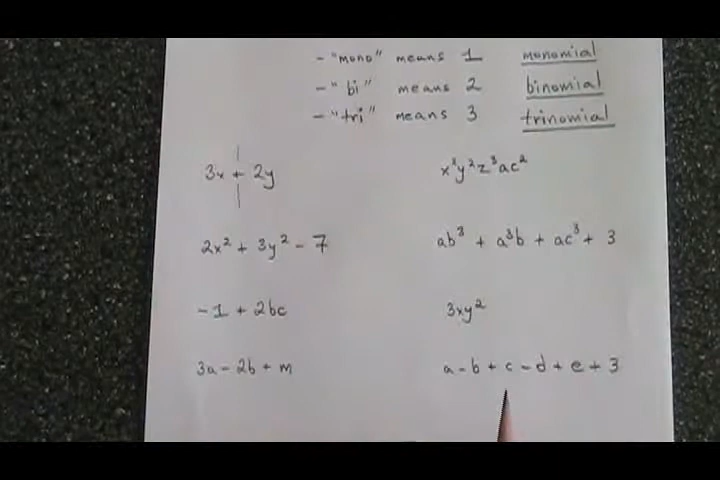 - "mono" means 1 monomial
- "bi" means 2 binomial
- "tri" means 3 trinomial
3x + 2y
x²y²z³ac²
2x² + 3y² - 7
ab³ + a³b + ac³ + 3
-1 + 2bc
3xy²
3a - 2b + m
a - b + c - d + e + 3